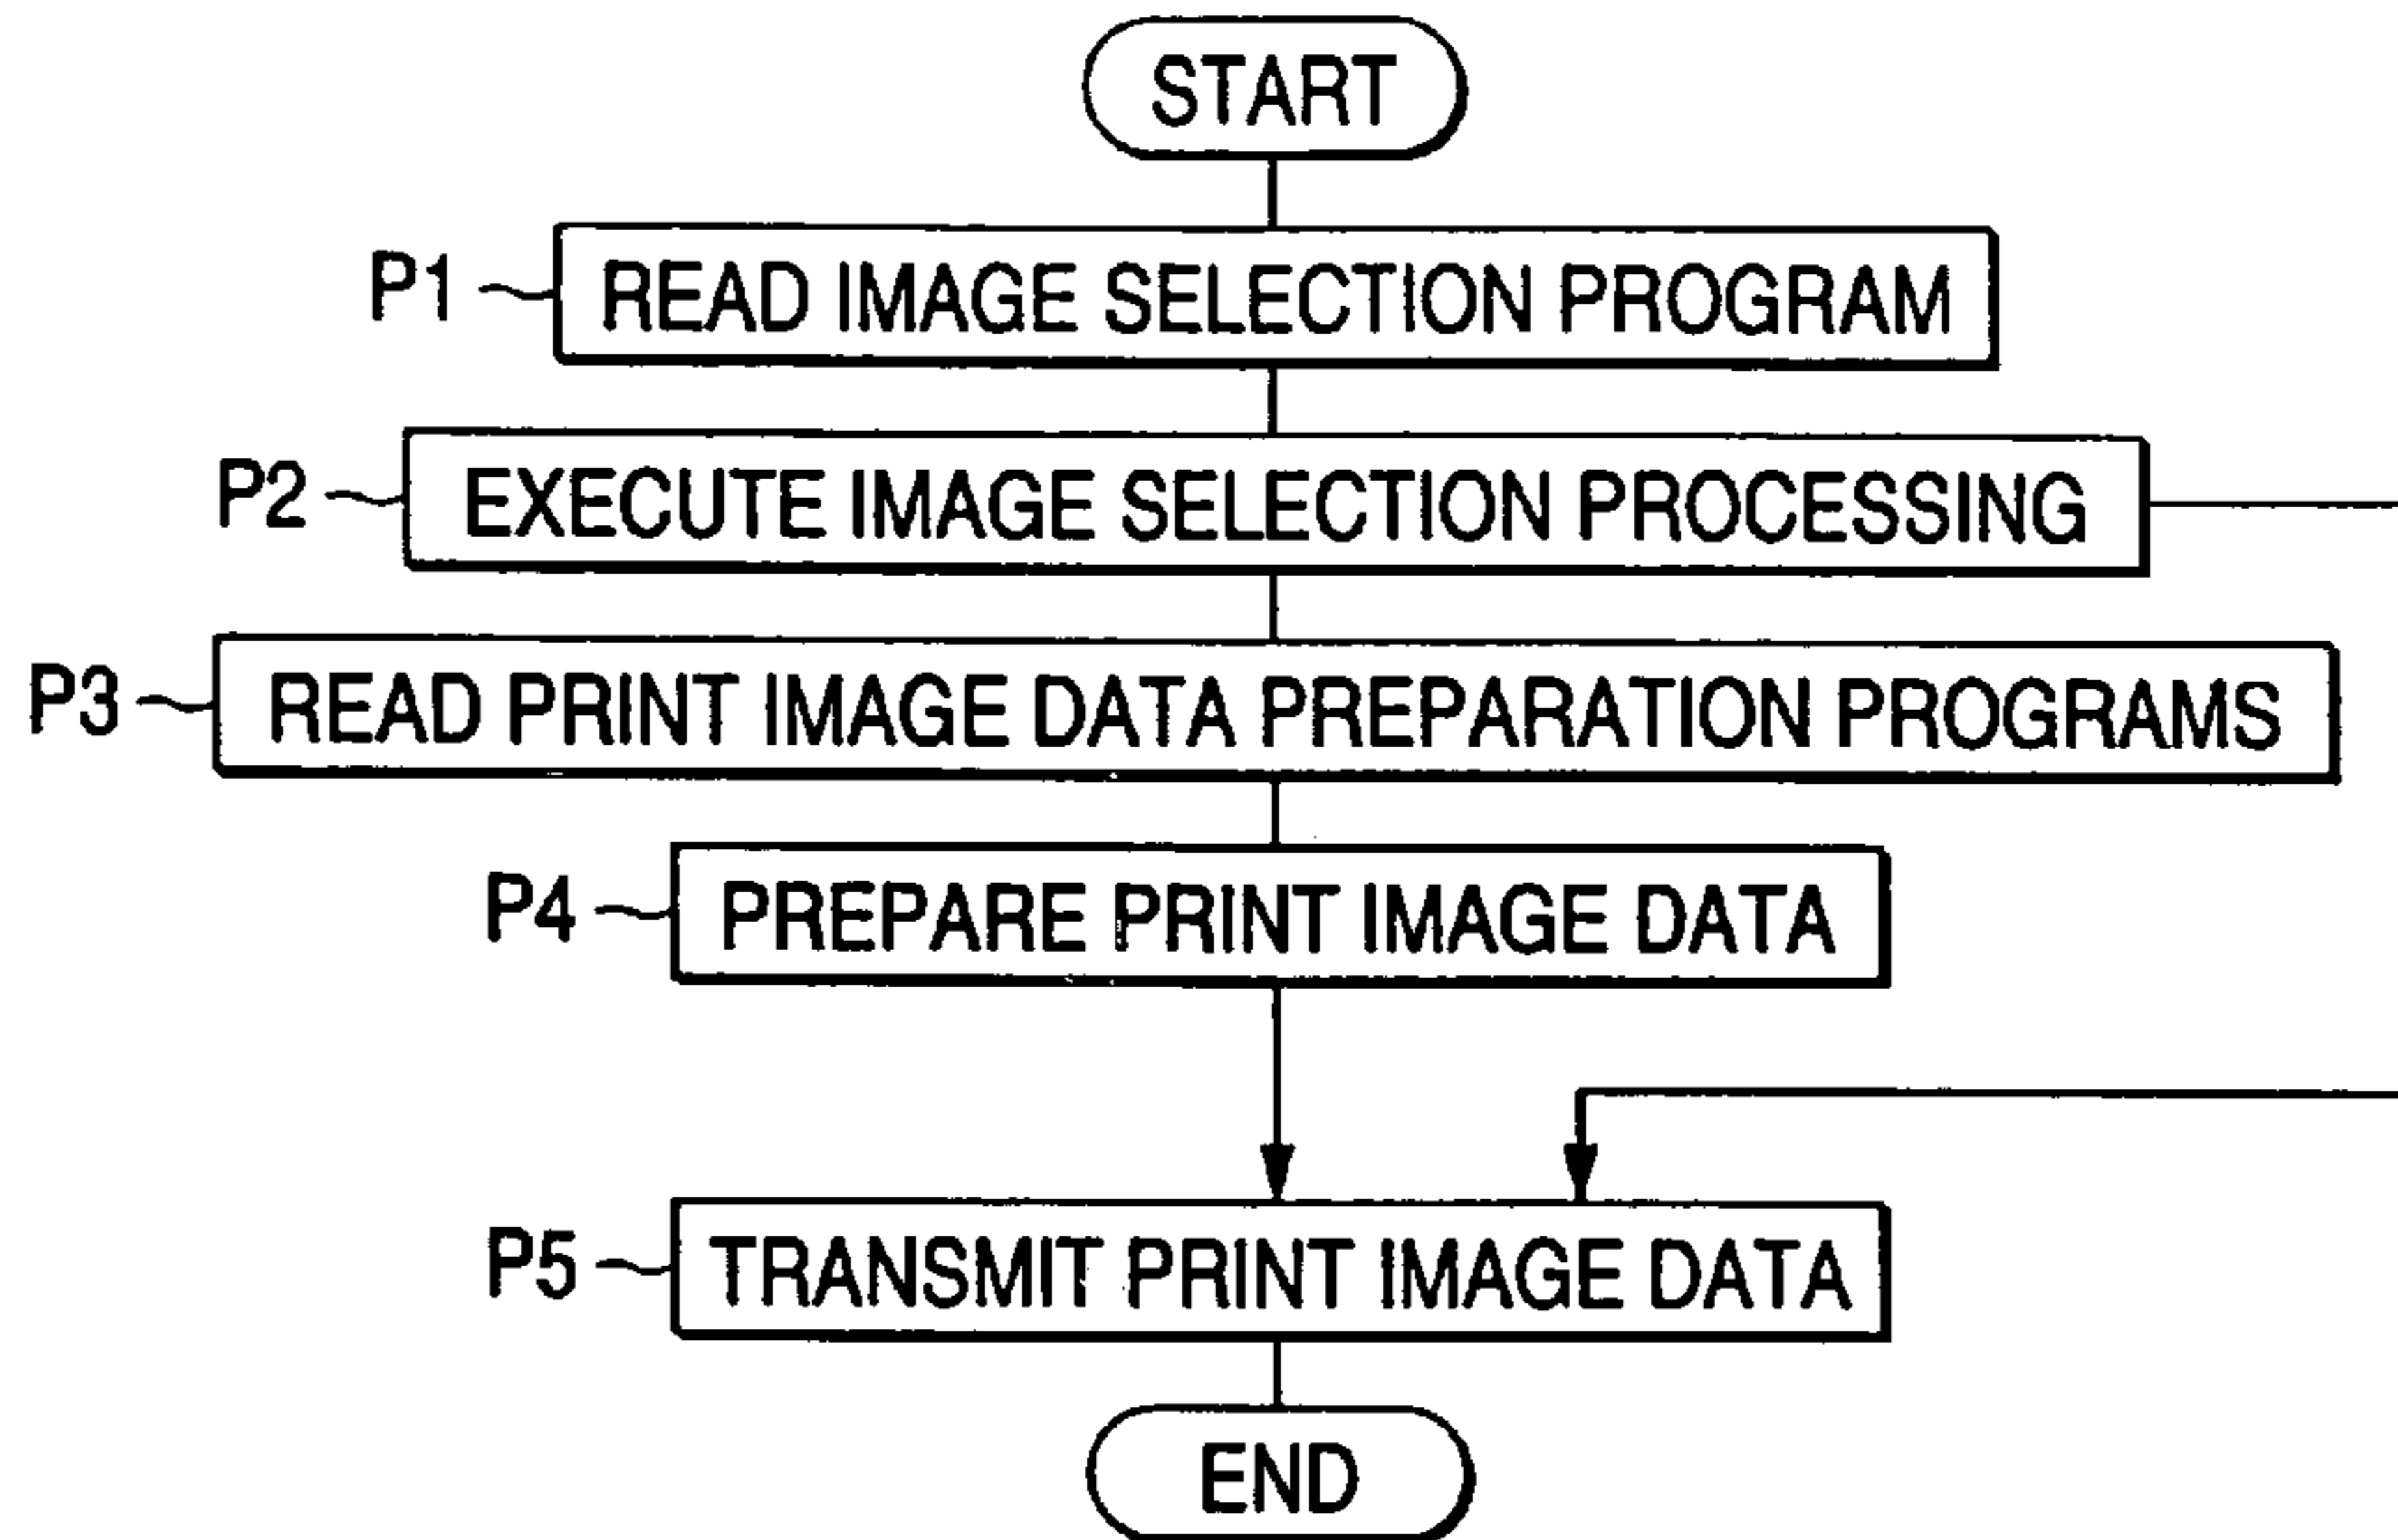 START
P1 READ IMAGE SELECTION PROGRAM
P2 EXECUTE IMAGE SELECTION PROCESSING
P3 READ PRINT IMAGE DATA PREPARATION PROGRAMS
P4 PREPARE PRINT IMAGE DATA
P5 TRANSMIT PRINT IMAGE DATA
END